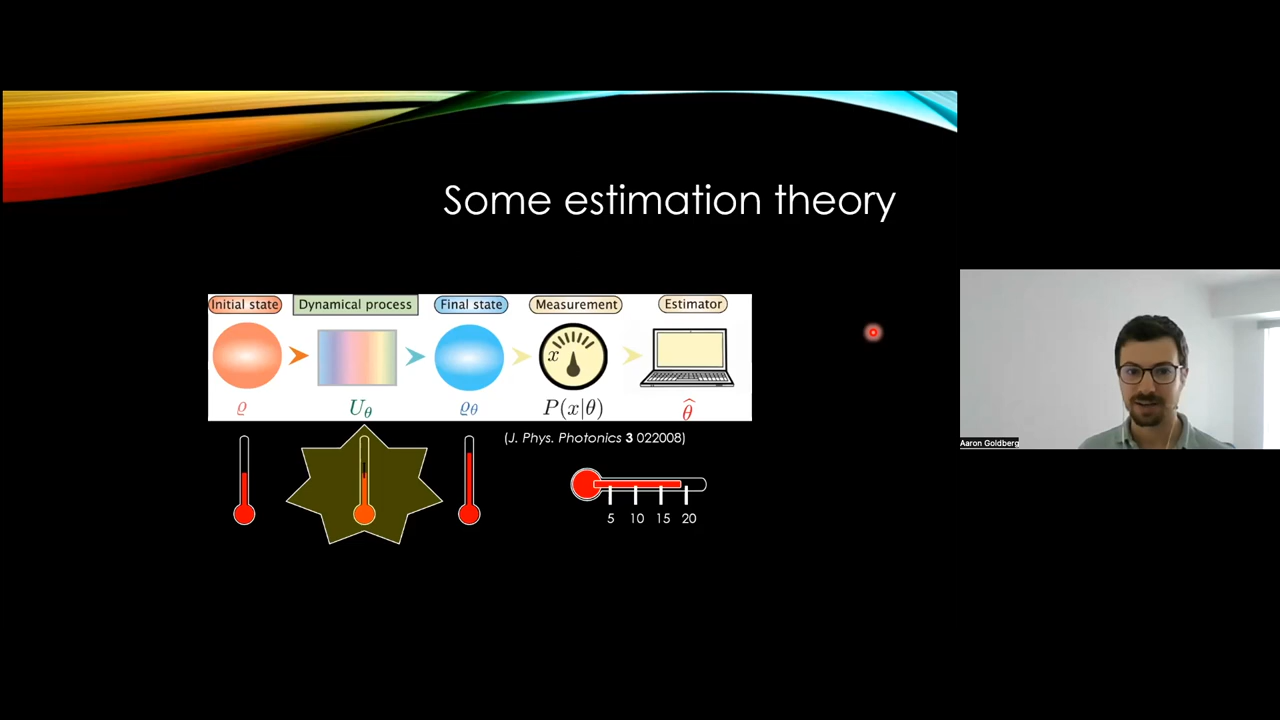 Some estimation theory
Initial state Dynamical process Final state Measurement Estimator
x
ϱ U_θ ϱ_θ P(x|θ) θ̂
(J. Phys. Photonics 3 022008)
5 10 15 20
Aaron Goldberg